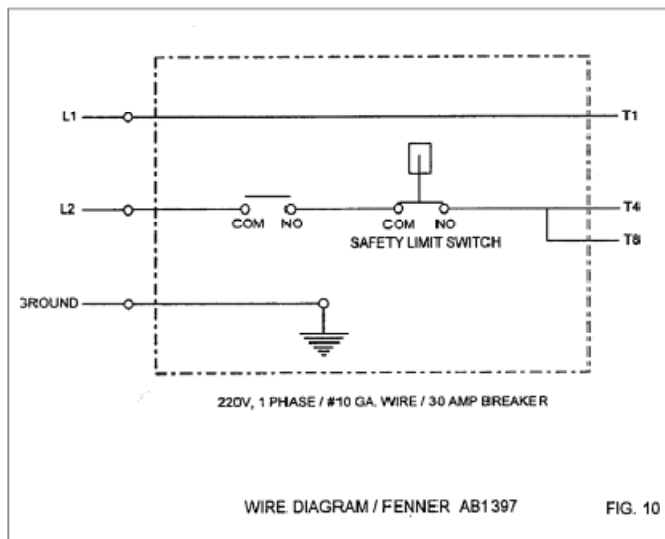 L1
T1
L2
COM NO
COM NO
T4
SAFETY LIMIT SWITCH
T8
GROUND
220V, 1 PHASE / #10 GA. WIRE / 30 AMP BREAKER
WIRE DIAGRAM / FENNER AB1397
FIG. 10